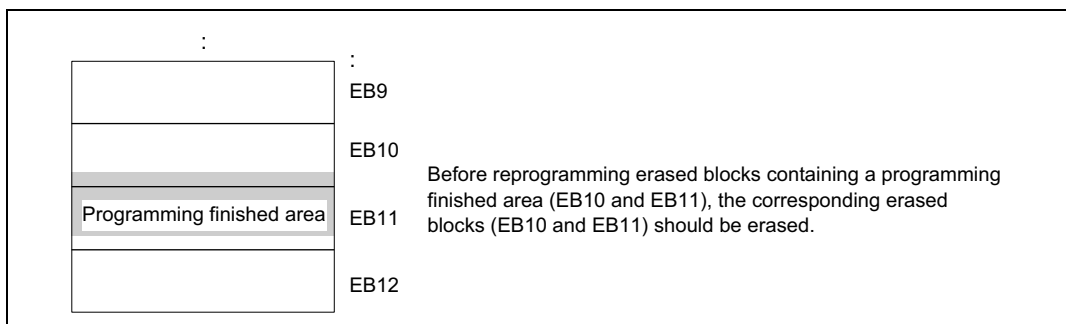 :
:
EB9
EB10
Before reprogramming erased blocks containing a programming
finished area (EB10 and EB11), the corresponding erased
blocks (EB10 and EB11) should be erased.
Programming finished area
EB11
EB12